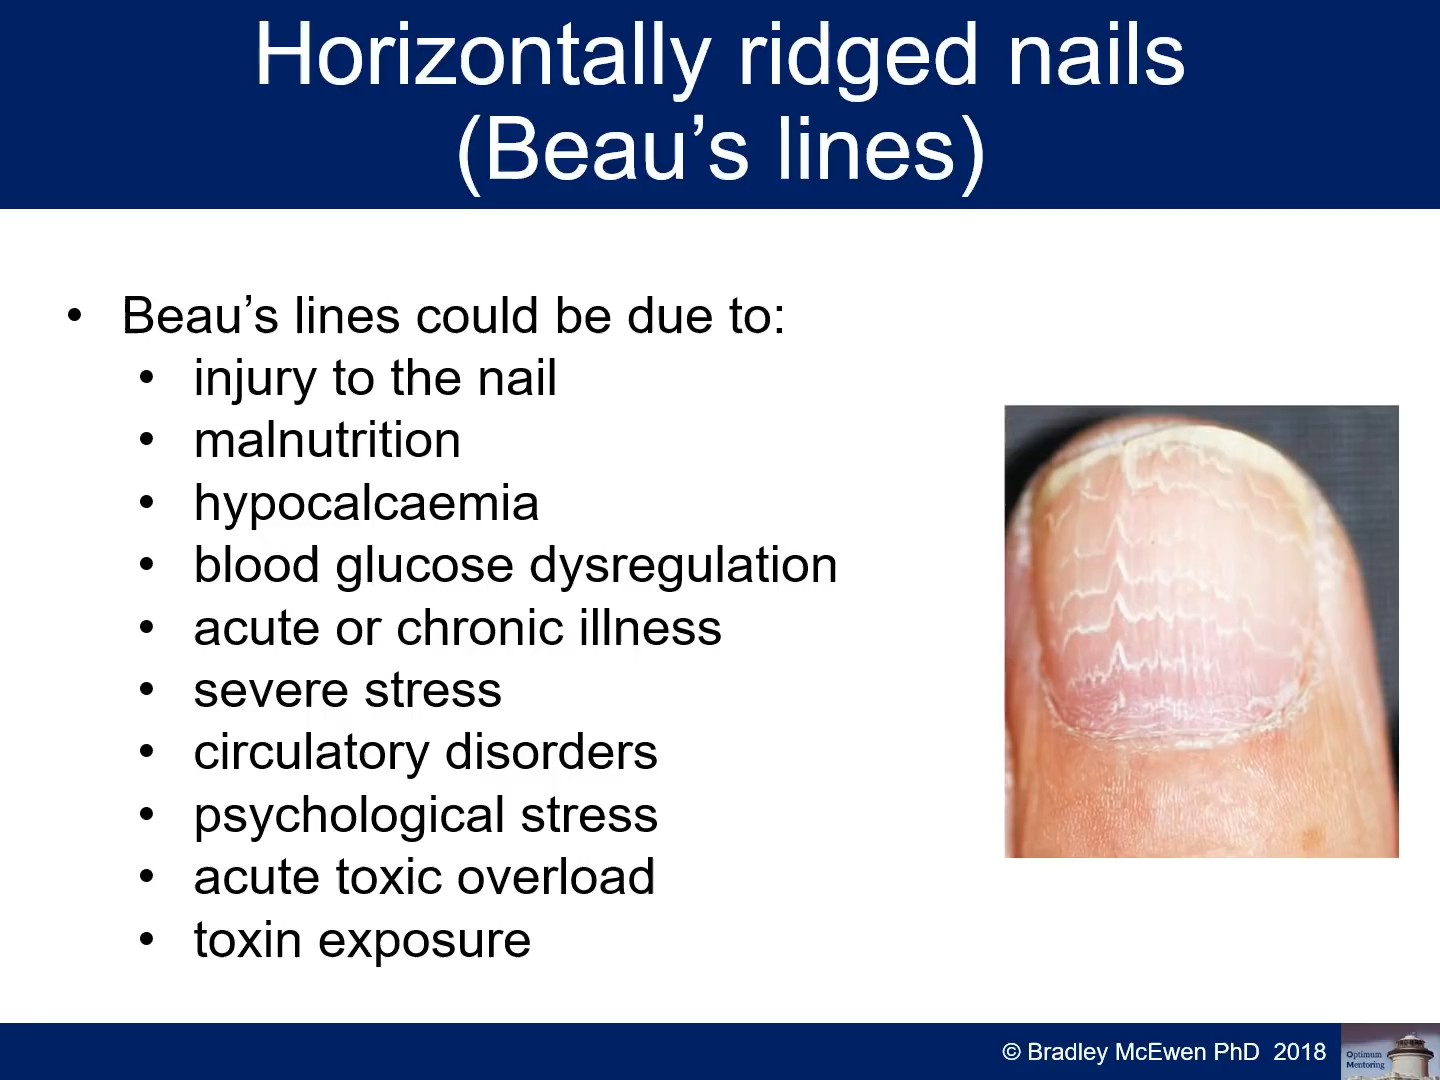 Horizontally ridged nails
(Beau’s lines)
• Beau’s lines could be due to:
• injury to the nail
• malnutrition
• hypocalcaemia
• blood glucose dysregulation
• acute or chronic illness
• severe stress
• circulatory disorders
• psychological stress
• acute toxic overload
• toxin exposure
© Bradley McEwen PhD 2018
Optimum
Mentoring